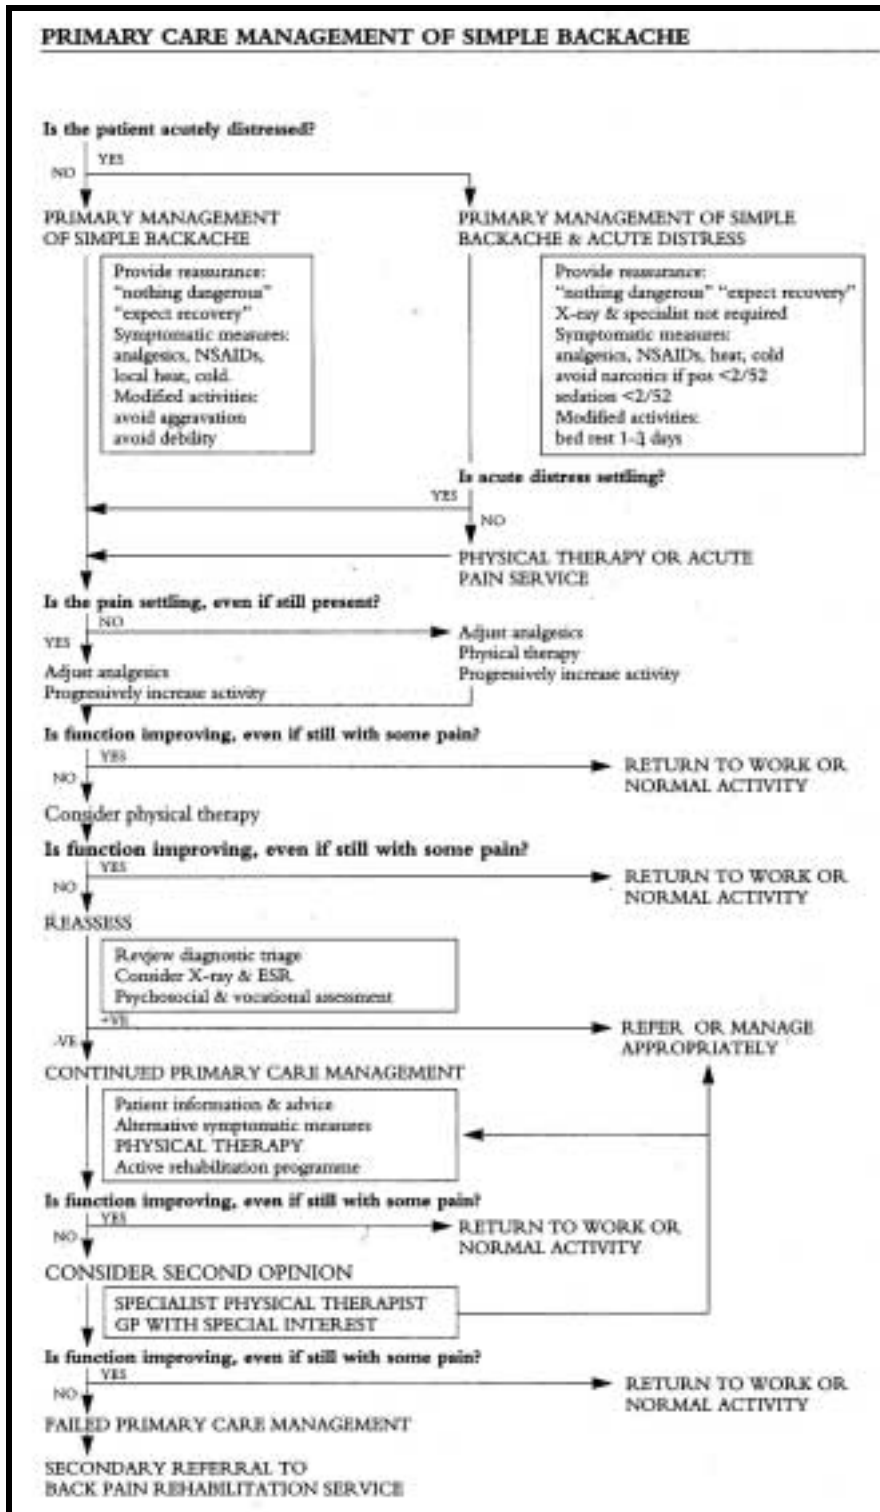 PRIMARY CARE MANAGEMENT OF SIMPLE BACKACHE
Is the patient acutely distressed?
YES
NO
PRIMARY MANAGEMENT
OF SIMPLE BACKACHE
Provide reassurance:
“nothing dangerous”
“expect recovery”
Symptomatic measures:
analgesics, NSAIDs,
local heat, cold.
Modified activities:
avoid aggravation
avoid debility
PRIMARY MANAGEMENT OF SIMPLE
BACKACHE & ACUTE DISTRESS
Provide reassurance:
“nothing dangerous” “expect recovery”
X-ray & specialist not required
Symptomatic measures:
analgesics, NSAIDs, heat, cold
avoid narcotics if pos <2/52
sedation <2/52
Modified activities:
bed rest 1-3 days
Is acute distress settling?
YES
NO
PHYSICAL THERAPY OR ACUTE
PAIN SERVICE
Is the pain settling, even if still present?
NO
YES
Adjust analgesics
Physical therapy
Progressively increase activity
Adjust analgesics
Progressively increase activity
Is function improving, even if still with some pain?
YES
NO
RETURN TO WORK OR
NORMAL ACTIVITY
Consider physical therapy
Is function improving, even if still with some pain?
YES
NO
RETURN TO WORK OR
NORMAL ACTIVITY
REASSESS
Review diagnostic triage
Consider X-ray & ESR
Psychosocial & vocational assessment
+VE
-VE
REFER OR MANAGE
APPROPRIATELY
CONTINUED PRIMARY CARE MANAGEMENT
Patient information & advice
Alternative symptomatic measures
PHYSICAL THERAPY
Active rehabilitation programme
Is function improving, even if still with some pain?
YES
NO
RETURN TO WORK OR
NORMAL ACTIVITY
CONSIDER SECOND OPINION
SPECIALIST PHYSICAL THERAPIST
GP WITH SPECIAL INTEREST
Is function improving, even if still with some pain?
YES
NO
RETURN TO WORK OR
NORMAL ACTIVITY
FAILED PRIMARY CARE MANAGEMENT
SECONDARY REFERRAL TO
BACK PAIN REHABILITATION SERVICE